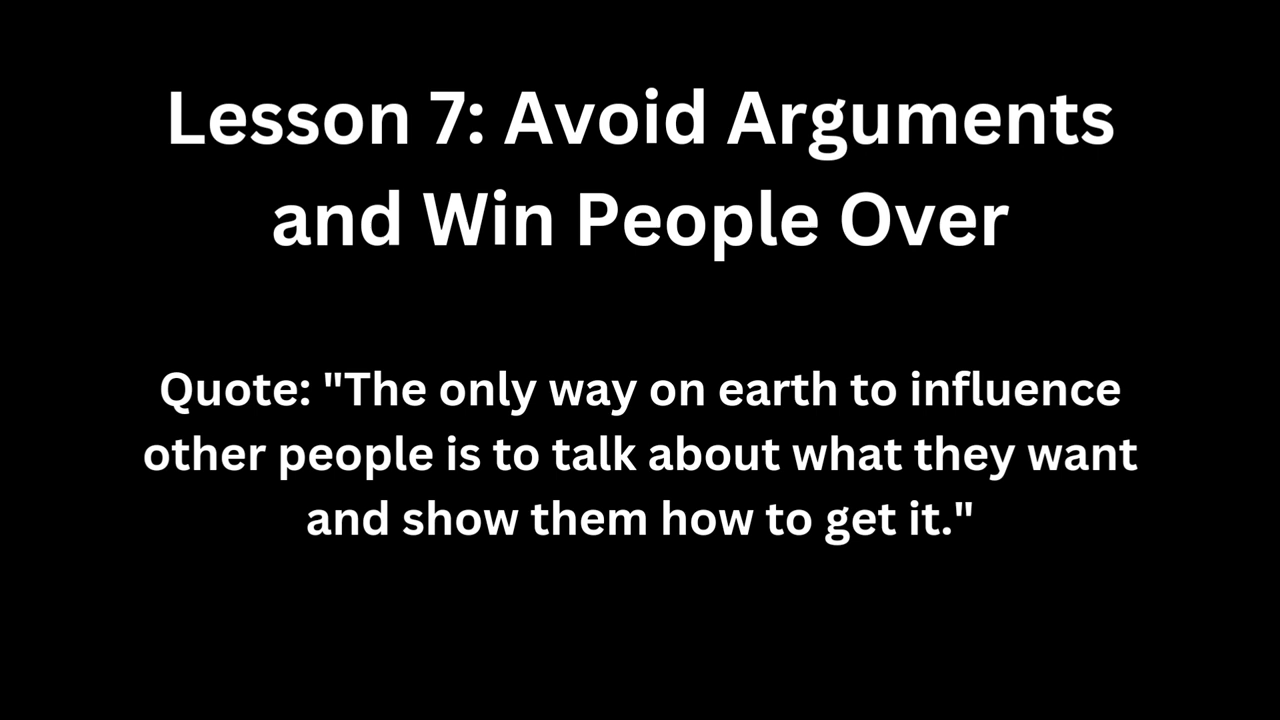 Lesson 7: Avoid Arguments
and Win People Over
Quote: "The only way on earth to influence
other people is to talk about what they want
and show them how to get it."